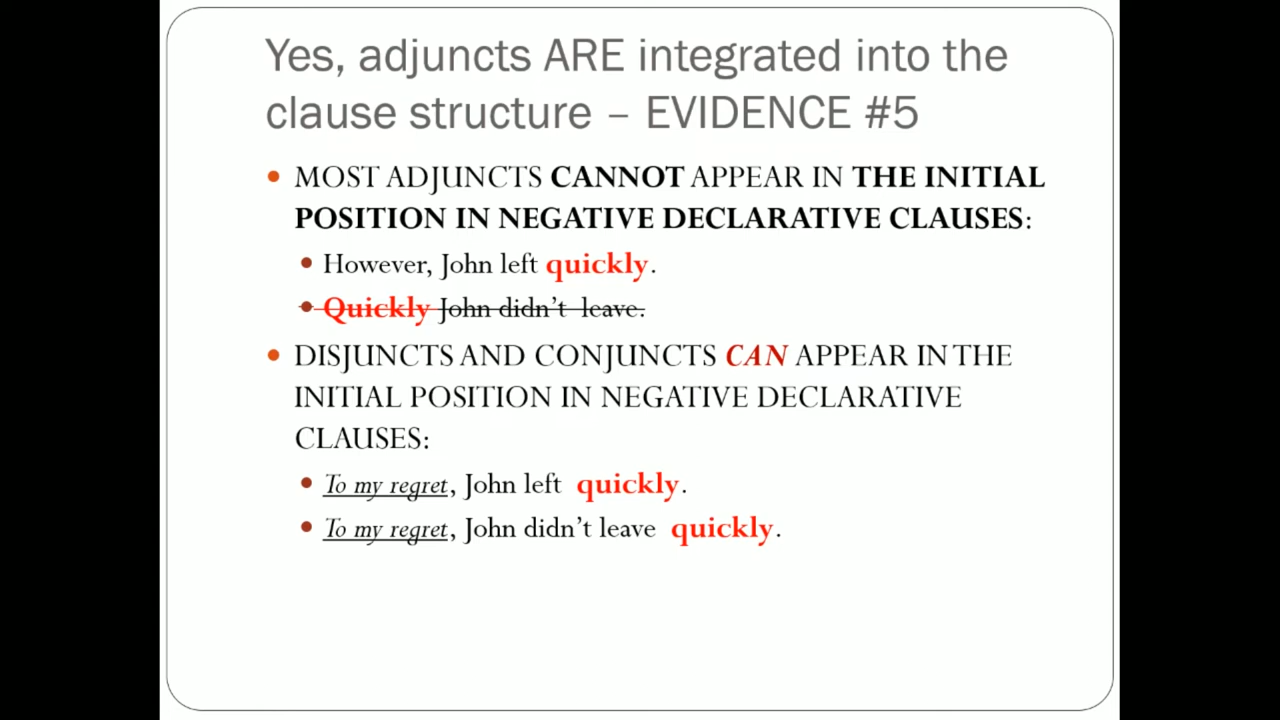 Yes, adjuncts ARE integrated into the
clause structure – EVIDENCE #5
• MOST ADJUNCTS CANNOT APPEAR IN THE INITIAL
POSITION IN NEGATIVE DECLARATIVE CLAUSES:
• However, John left quickly.
• Quickly John didn't leave.
• DISJUNCTS AND CONJUNCTS CAN APPEAR IN THE
INITIAL POSITION IN NEGATIVE DECLARATIVE
CLAUSES:
• To my regret, John left quickly.
• To my regret, John didn't leave quickly.